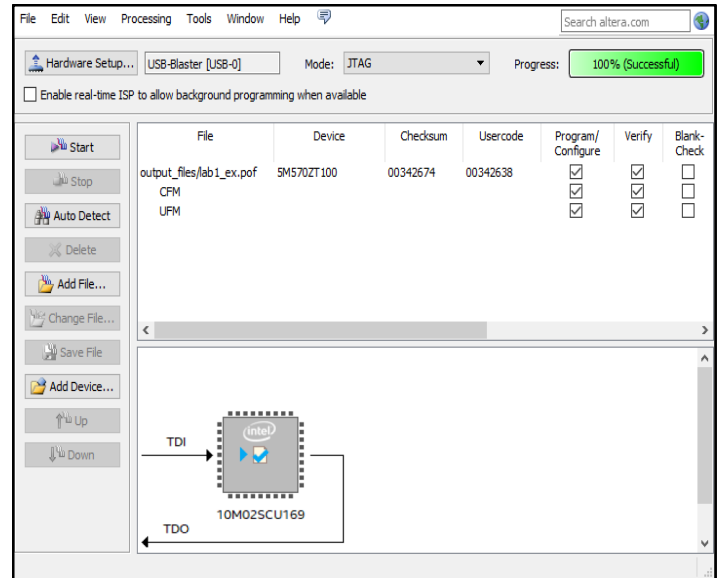 File Edit View Processing Tools Window Help Search altera.com
Hardware Setup... USB-Blaster [USB-0] Mode: JTAG Progress: 100% (Successful)
Enable real-time ISP to allow background programming when available
Start
Stop
Auto Detect
Delete
Add File...
Change File...
Save File
Add Device...
Up
Down
File Device Checksum Usercode Program/ Verify Blank-
Configure Check
output_files/lab1_ex.pof 5M570ZT100 00342674 00342638
CFM
UFM
intel
TDI
10M02SCU169
TDO